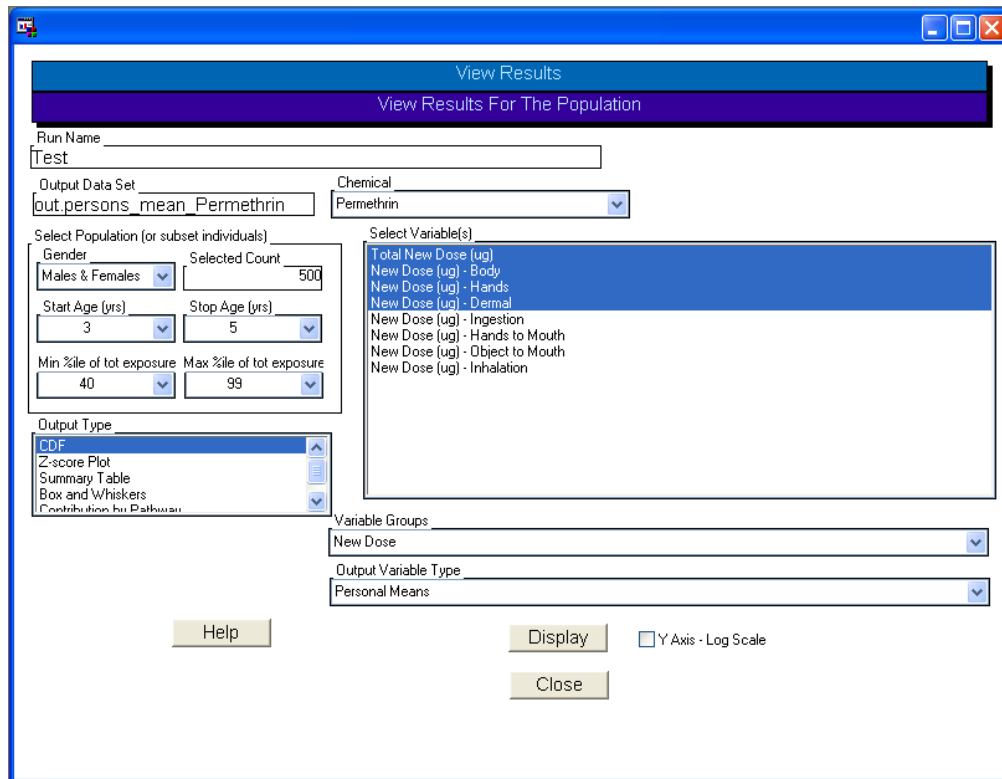 View Results
View Results For The Population
Run Name
Test
Output Data Set
out.persons_mean_Permethrin
Chemical
Permethrin
Select Population (or subset individuals)
Gender
Males & Females
Selected Count
500
Start Age (yrs)
3
Stop Age (yrs)
5
Min %ile of tot exposure
40
Max %ile of tot exposure
99
Select Variable(s)
Total New Dose (ug)
New Dose (ug) - Body
New Dose (ug) - Hands
New Dose (ug) - Dermal
New Dose (ug) - Ingestion
New Dose (ug) - Hands to Mouth
New Dose (ug) - Object to Mouth
New Dose (ug) - Inhalation
Output Type
CDF
Z-score Plot
Summary Table
Box and Whiskers
Contribution by Pathway
Variable Groups
New Dose
Output Variable Type
Personal Means
Help
Display
Y Axis - Log Scale
Close